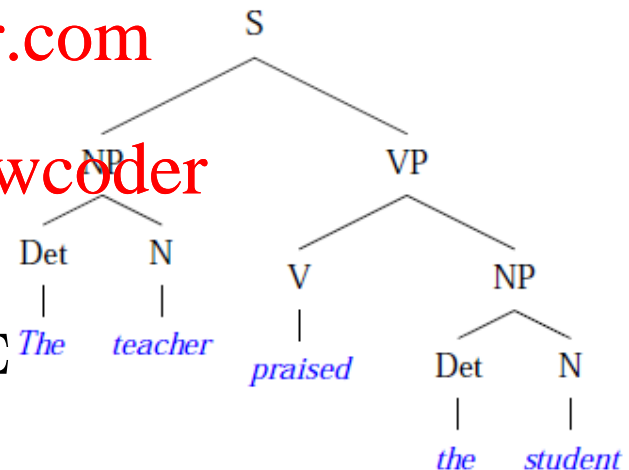 S
r.com
NP VP
wcoder
Det N
V NP
The teacher
praised Det N
the student